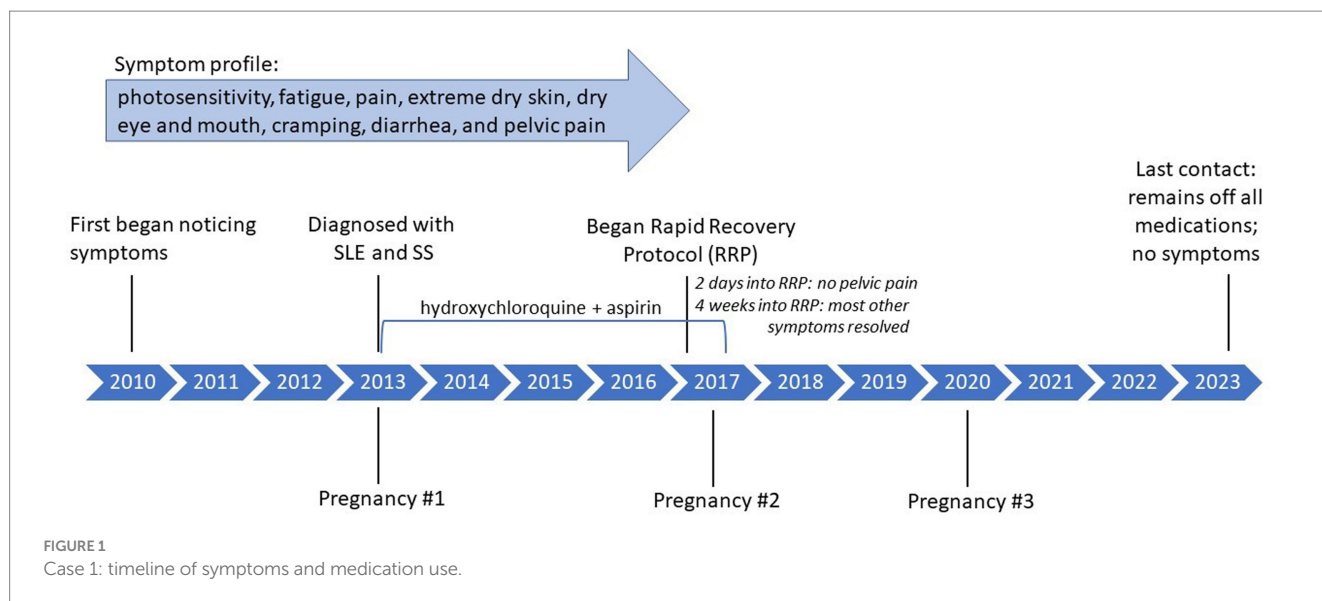 Symptom profile:
photosensitivity, fatigue, pain, extreme dry skin, dry
eye and mouth, cramping, diarrhea, and pelvic pain
First began noticing
symptoms
Diagnosed with
SLE and SS
Began Rapid Recovery
Protocol (RRP)
Last contact:
remains off all
medications;
no symptoms
2 days into RRP: no pelvic pain
4 weeks into RRP: most other
symptoms resolved
hydroxychloroquine + aspirin
2010 2011 2012 2013 2014 2015 2016 2017 2018 2019 2020 2021 2022 2023
Pregnancy #1
Pregnancy #2
Pregnancy #3
FIGURE 1
Case 1: timeline of symptoms and medication use.